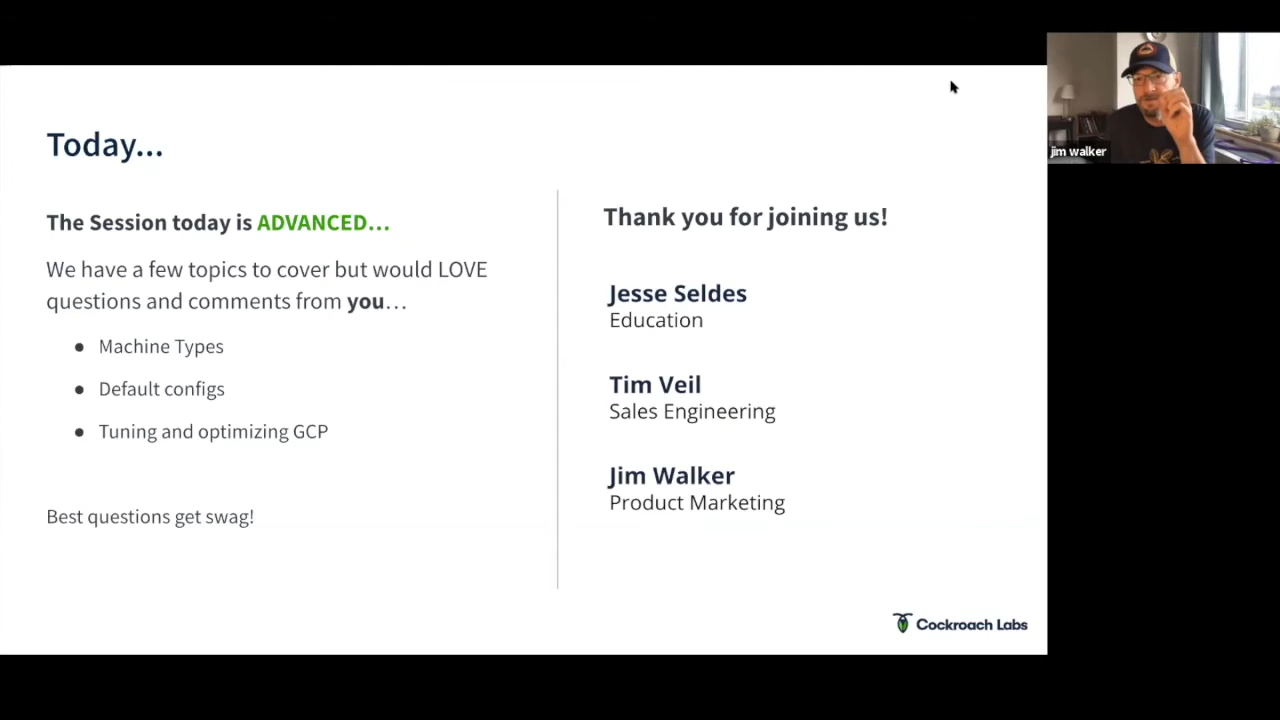 Today...
The Session today is ADVANCED...
We have a few topics to cover but would LOVE
questions and comments from you...
● Machine Types
● Default configs
● Tuning and optimizing GCP
Best questions get swag!
Thank you for joining us!
Jesse Seldes
Education
Tim Veil
Sales Engineering
Jim Walker
Product Marketing
Cockroach Labs
jim walker